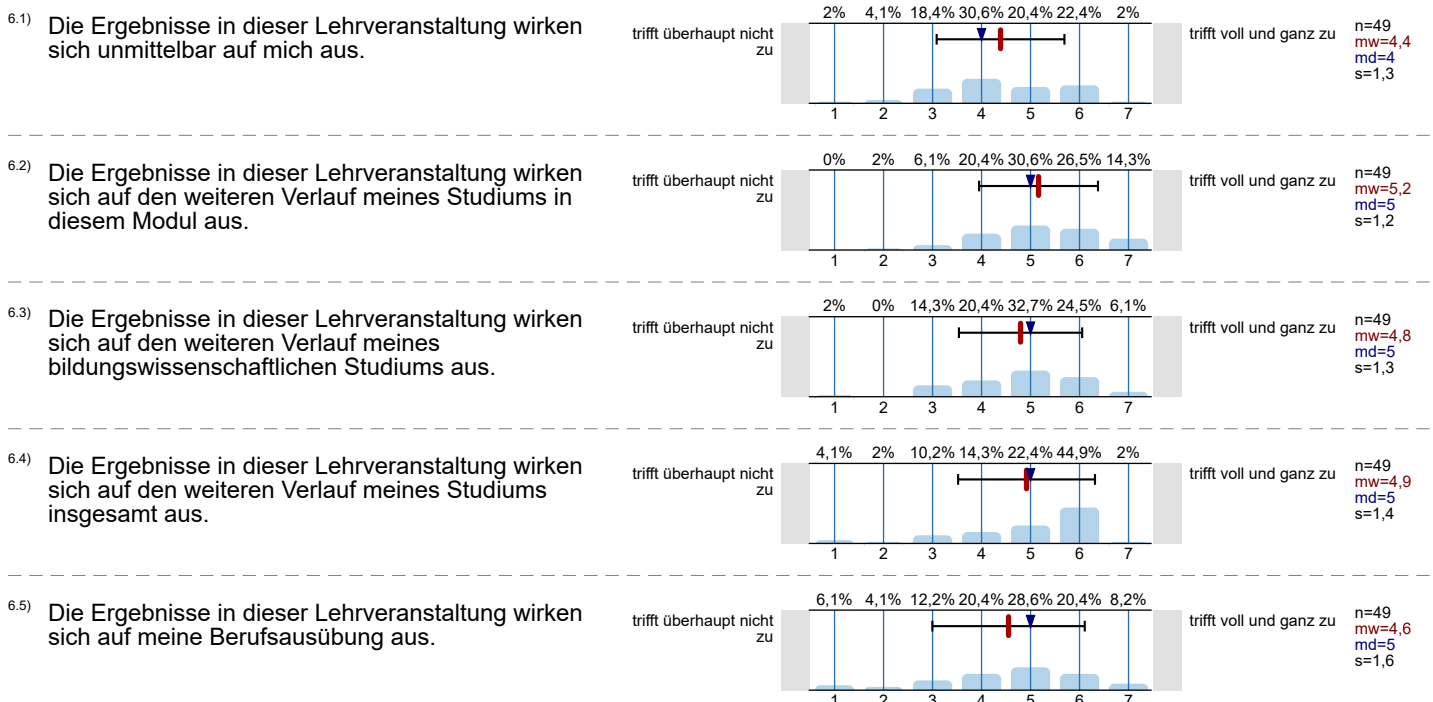 6.1) Die Ergebnisse in dieser Lehrveranstaltung wirken
sich unmittelbar auf mich aus.
trifft überhaupt nicht
zu
2% 4,1% 18,4% 30,6% 20,4% 22,4% 2%
1 2 3 4 5 6 7
trifft voll und ganz zu
n=49
mw=4,4
md=4
s=1,3
6.2) Die Ergebnisse in dieser Lehrveranstaltung wirken
sich auf den weiteren Verlauf meines Studiums in
diesem Modul aus.
trifft überhaupt nicht
zu
0% 2% 6,1% 20,4% 30,6% 26,5% 14,3%
1 2 3 4 5 6 7
trifft voll und ganz zu
n=49
mw=5,2
md=5
s=1,2
6.3) Die Ergebnisse in dieser Lehrveranstaltung wirken
sich auf den weiteren Verlauf meines
bildungswissenschaftlichen Studiums aus.
trifft überhaupt nicht
zu
2% 0% 14,3% 20,4% 32,7% 24,5% 6,1%
1 2 3 4 5 6 7
trifft voll und ganz zu
n=49
mw=4,8
md=5
s=1,3
6.4) Die Ergebnisse in dieser Lehrveranstaltung wirken
sich auf den weiteren Verlauf meines Studiums
insgesamt aus.
trifft überhaupt nicht
zu
4,1% 2% 10,2% 14,3% 22,4% 44,9% 2%
1 2 3 4 5 6 7
trifft voll und ganz zu
n=49
mw=4,9
md=5
s=1,4
6.5) Die Ergebnisse in dieser Lehrveranstaltung wirken
sich auf meine Berufsausübung aus.
trifft überhaupt nicht
zu
6,1% 4,1% 12,2% 20,4% 28,6% 20,4% 8,2%
1 2 3 4 5 6 7
trifft voll und ganz zu
n=49
mw=4,6
md=5
s=1,6